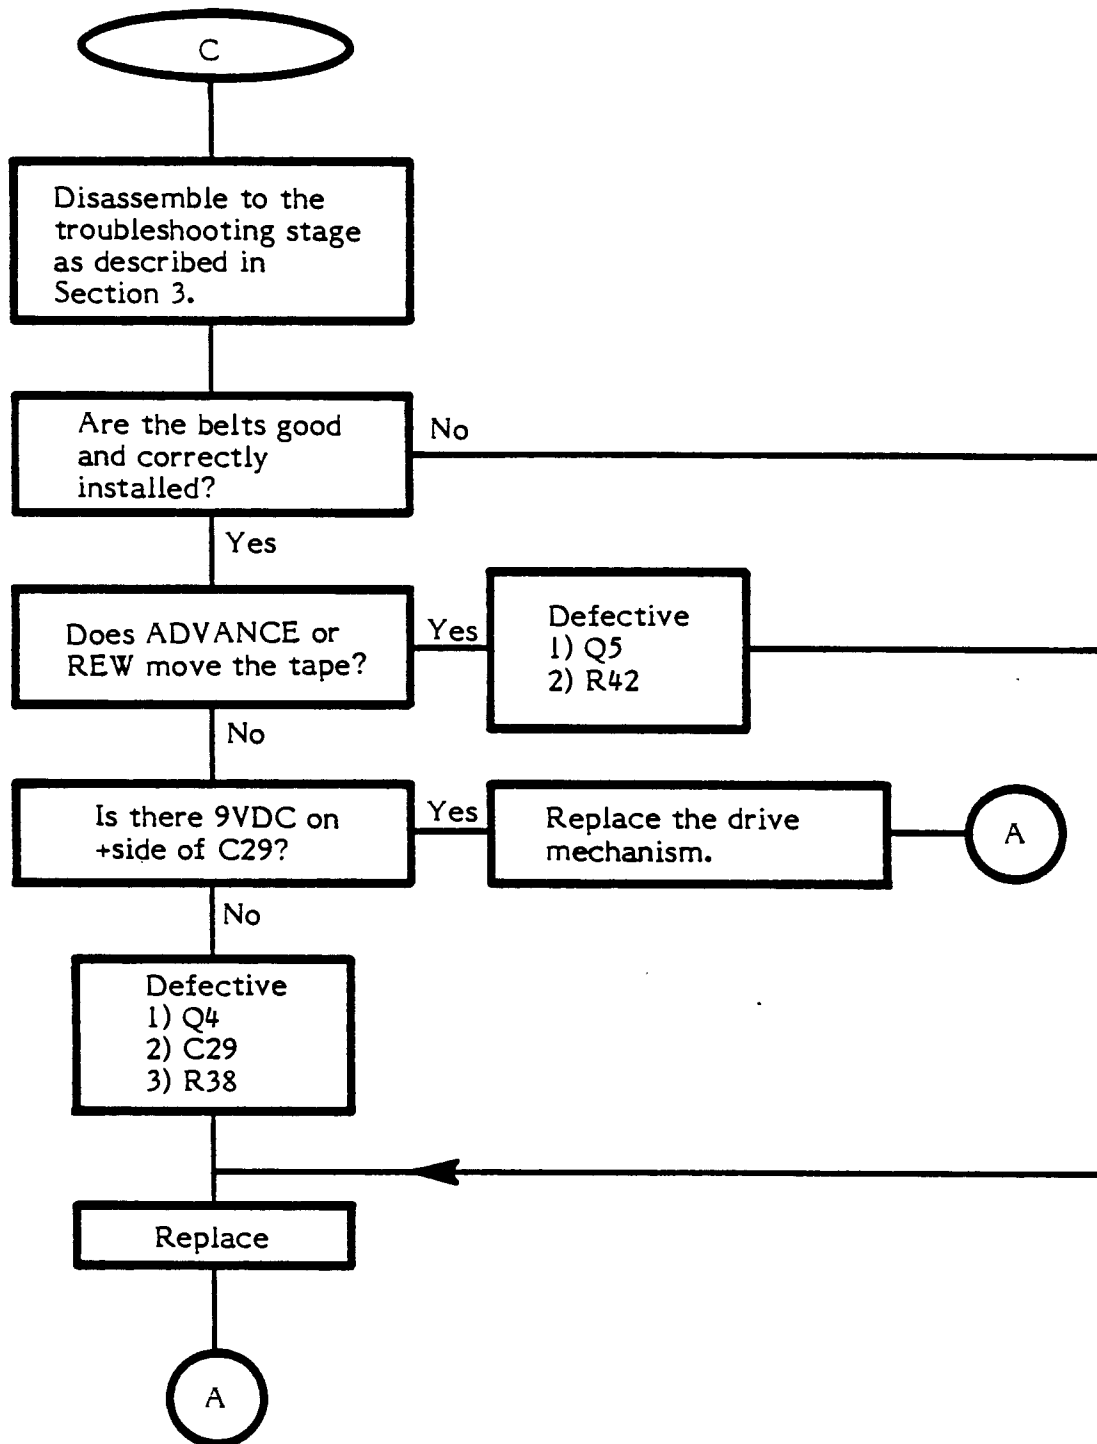 C
Disassemble to the
troubleshooting stage
as described in
Section 3.
Are the belts good
and correctly
installed?
No
Yes
Does ADVANCE or
REW move the tape?
Yes
Defective
1) Q5
2) R42
No
Is there 9VDC on
+side of C29?
Yes
Replace the drive
mechanism.
A
No
Defective
1) Q4
2) C29
3) R38
Replace
A